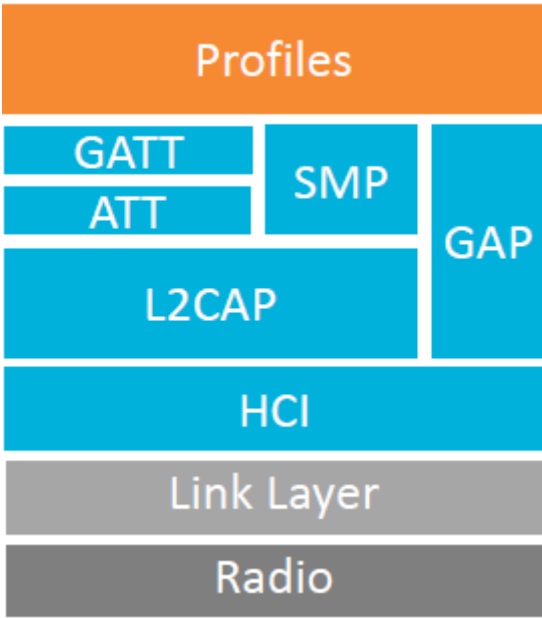 Profiles
GATT
SMP
ATT
GAP
L2CAP
HCI
Link Layer
Radio